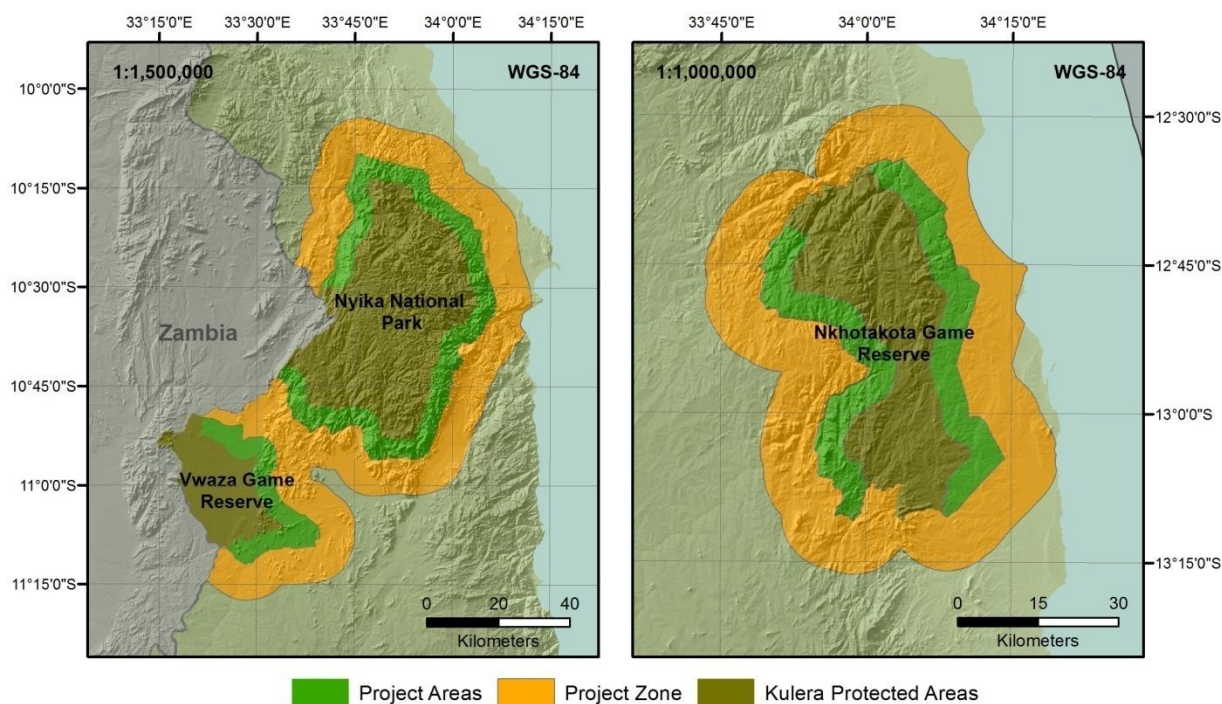 33°15'0"E 33°30'0"E 33°45'0"E 34°0'0"E 34°15'0"E
33°45'0"E 34°0'0"E 34°15'0"E
1:1,500,000
WGS-84
1:1,000,000
WGS-84
10°0'0"S
10°15'0"S
10°30'0"S
10°45'0"S
11°0'0"S
11°15'0"S
Zambia
Nyika National
Park
Vwaza Game
Reserve
0 20 40
Kilometers
Nkhotakota Game
Reserve
12°30'0"S
12°45'0"S
13°0'0"S
13°15'0"S
0 15 30
Kilometers
Project Areas Project Zone Kulera Protected Areas